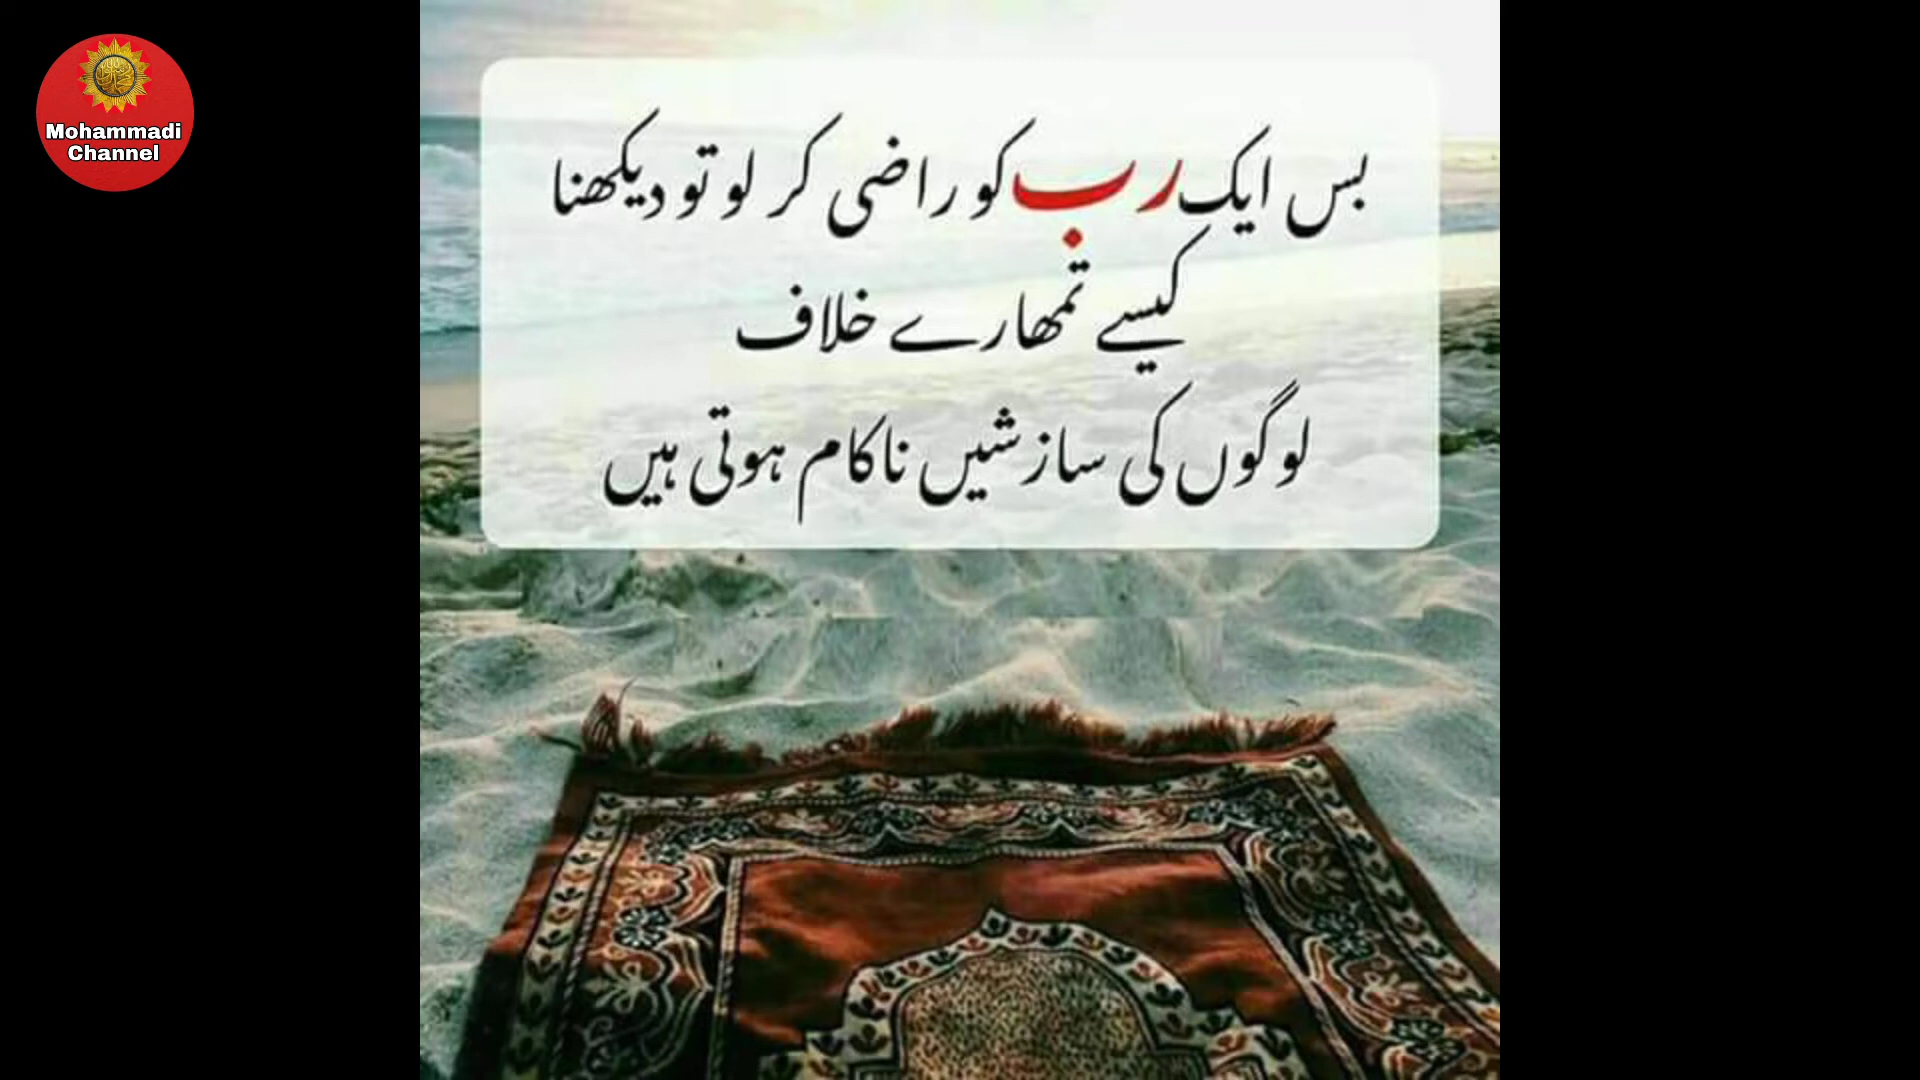 Mohammadi
Channel
بس ایک رب کو راضی کر لو تو دیکھنا
کیسے تمھارے خلاف
لوگوں کی سازشیں ناکام ہوتی ہیں